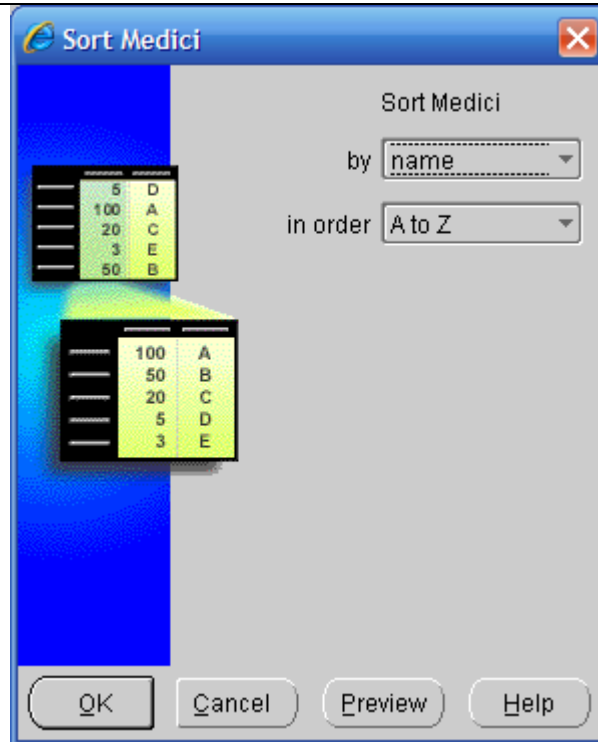 Sort Medici
Sort Medici
by name
in order A to Z
5 D
100 A
20 C
3 E
50 B
100 A
50 B
20 C
5 D
3 E
OK Cancel Preview Help